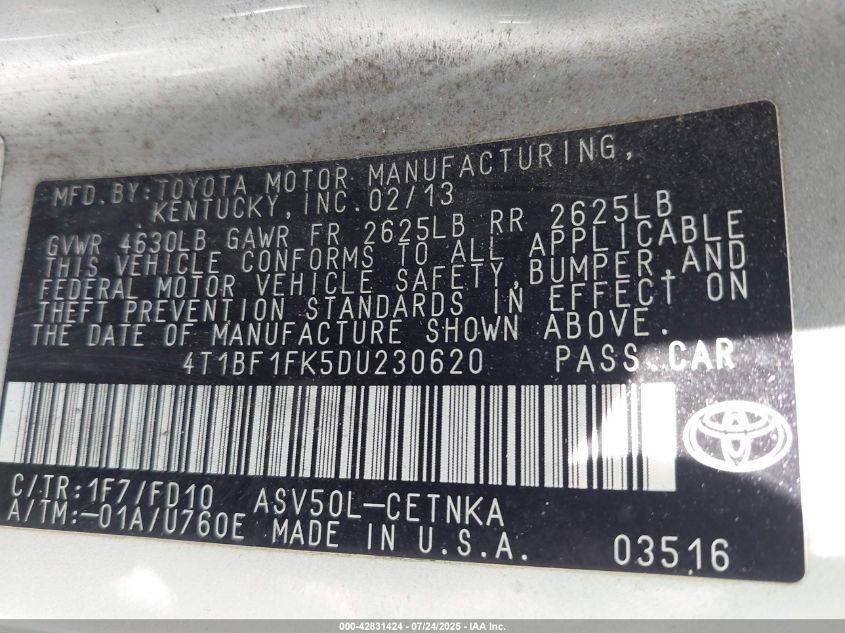 MFD.BY:TOYOTA MOTOR MANUFACTURING,
KENTUCKY, INC. 02/13
GVWR 4630LB GAWR FR 2625LB RR 2625LB
THIS VEHICLE CONFORMS TO ALL APPLICABLE
FEDERAL MOTOR VEHICLE SAFETY, BUMPER,AND
THEFT PREVENTION STANDARDS IN EFFECT ON
THE DATE OF MANUFACTURE SHOWN ABOVE.
4T1BF1FK5DU230620 PASS.CAR
C/TR:1F7/FD10 ASV50L-CETNKA
A/TM:-01A/U760E MADE IN U.S.A. 03516
000-42831424 - 07/24/2025 - IAA Inc.